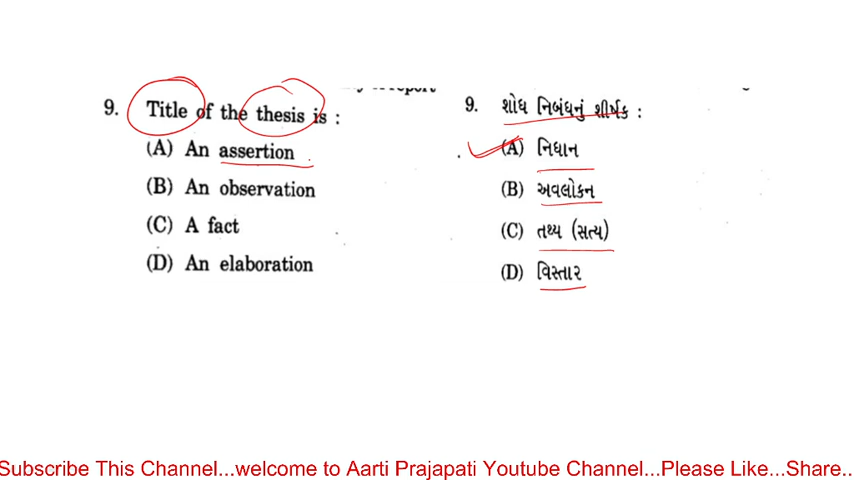 9. Title of the thesis is :
(A) An assertion
(B) An observation
(C) A fact
(D) An elaboration
9. શોધ નિબંધનું શીર્ષક :
(A) નિધાન
(B) અવલોકન
(C) તથ્ય (સત્ય)
(D) વિસ્તાર
Subscribe This Channel...welcome to Aarti Prajapati Youtube Channel...Please Like...Share..